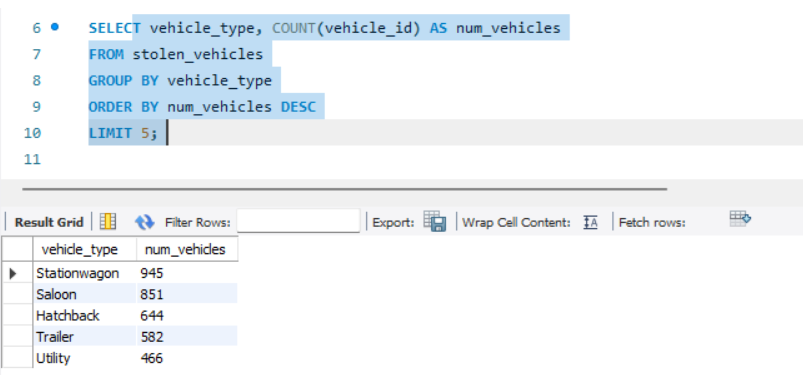 6 SELECT vehicle_type, COUNT(vehicle_id) AS num_vehicles
7 FROM stolen_vehicles
8 GROUP BY vehicle_type
9 ORDER BY num_vehicles DESC
10 LIMIT 5;
11
Result Grid Filter Rows: Export: Wrap Cell Content: IA Fetch rows:
vehicle_type num_vehicles
Stationwagon 945
Saloon 851
Hatchback 644
Trailer 582
Utility 466